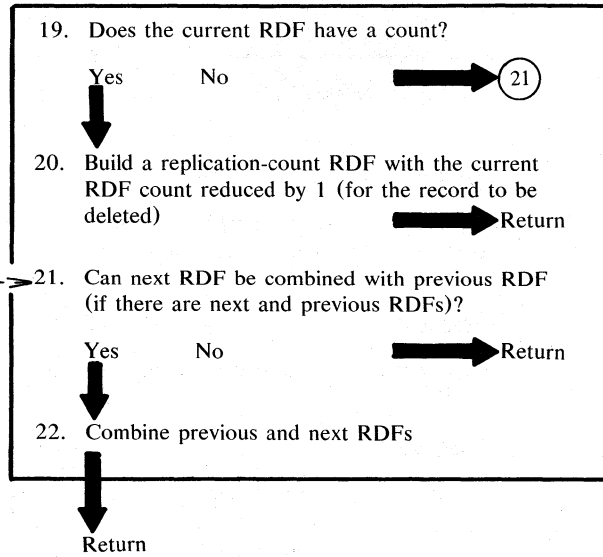 19. Does the current RDF have a count?
Yes No 21
20. Build a replication-count RDF with the current
RDF count reduced by 1 (for the record to be
deleted) Return
21. Can next RDF be combined with previous RDF
(if there are next and previous RDFs)?
Yes No Return
22. Combine previous and next RDFs
Return